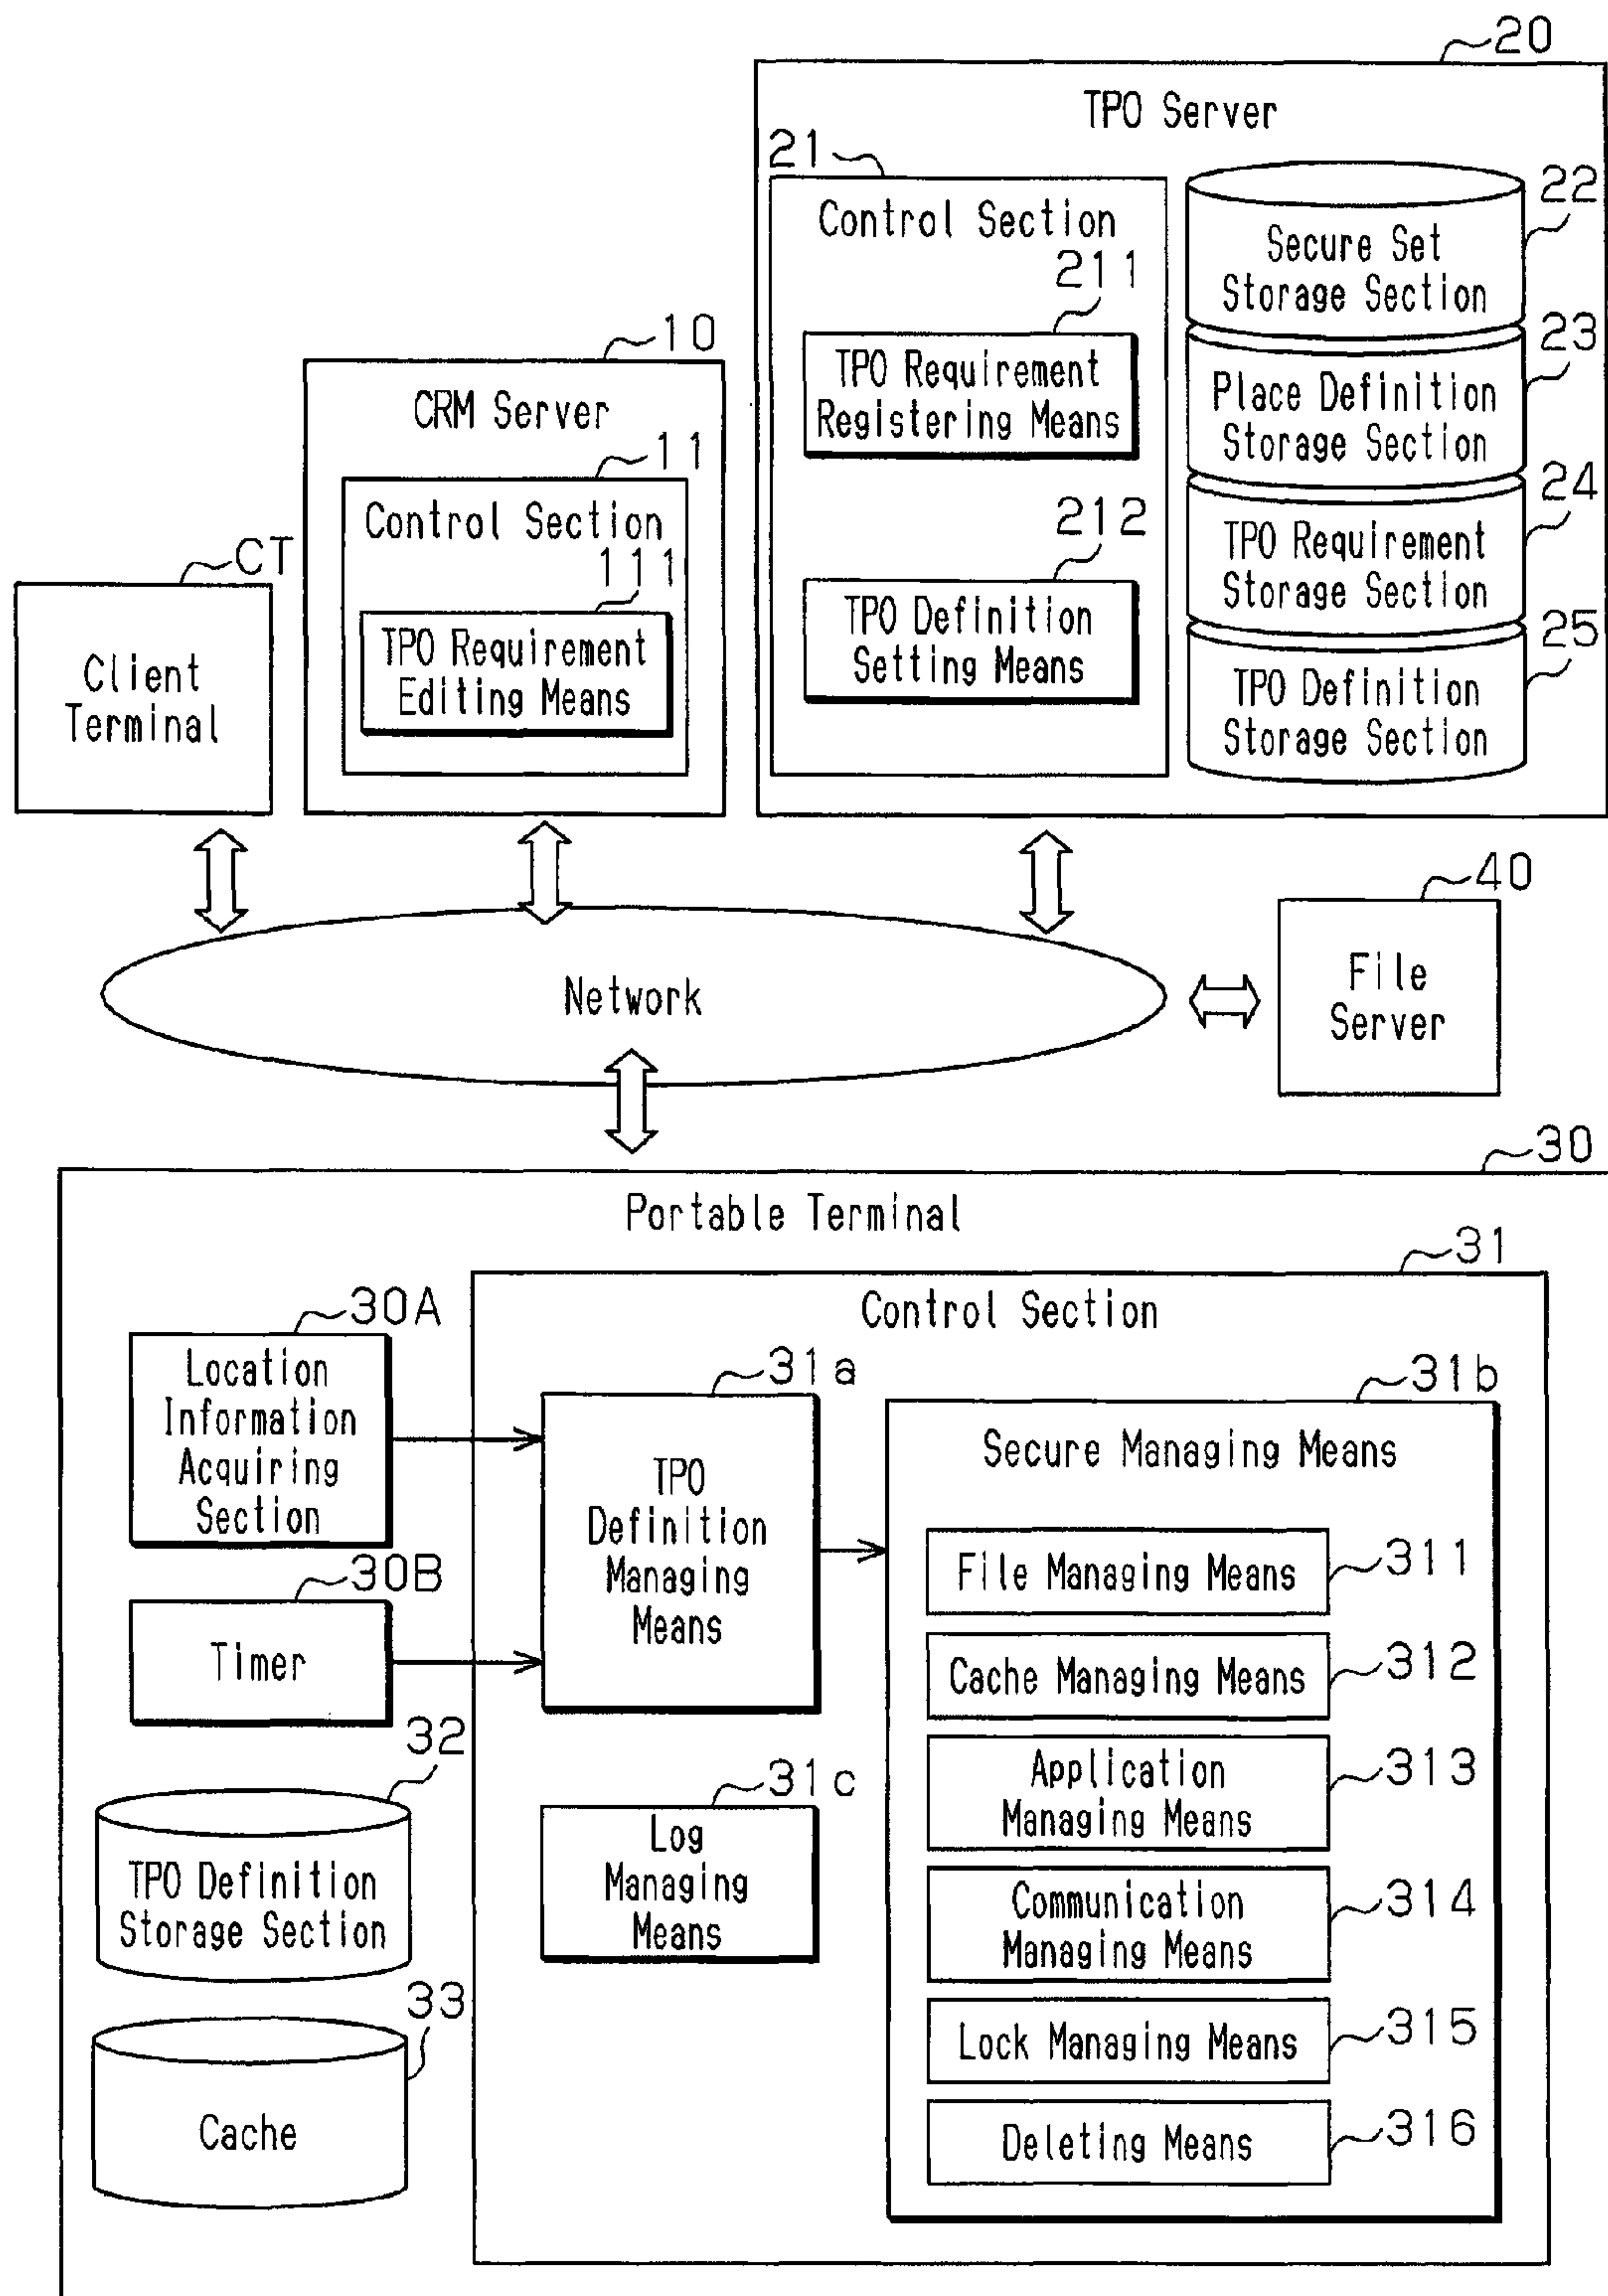 20
TPO Server
21
Control Section
211
TPO Requirement
Registering Means
212
TPO Definition
Setting Means
22
Secure Set
Storage Section
23
Place Definition
Storage Section
24
TPO Requirement
Storage Section
25
TPO Definition
Storage Section
10
CRM Server
11
Control Section
111
TPO Requirement
Editing Means
CT
Client
Terminal
Network
40
File
Server
30
Portable Terminal
30A
Location
Information
Acquiring
Section
30B
Timer
32
TPO Definition
Storage Section
33
Cache
31
Control Section
31a
TPO
Definition
Managing
Means
31c
Log
Managing
Means
31b
Secure Managing Means
File Managing Means
311
Cache Managing Means
312
Application
Managing Means
313
Communication
Managing Means
314
Lock Managing Means
315
Deleting Means
316